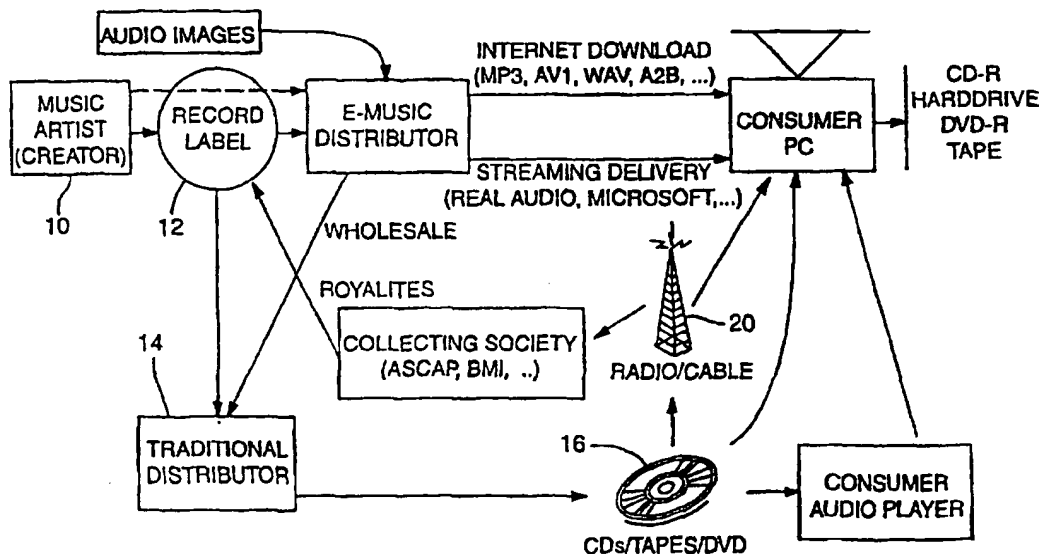 AUDIO IMAGES
MUSIC
ARTIST
(CREATOR)
10
RECORD
LABEL
12
E-MUSIC
DISTRIBUTOR
INTERNET DOWNLOAD
(MP3, AV1, WAV, A2B, ...)
STREAMING DELIVERY
(REAL AUDIO, MICROSOFT,...)
CONSUMER
PC
CD-R
HARDDRIVE
DVD-R
TAPE
WHOLESALE
ROYALITES
COLLECTING SOCIETY
(ASCAP, BMI, ..)
20
RADIO/CABLE
14
TRADITIONAL
DISTRIBUTOR
16
CDs/TAPES/DVD
CONSUMER
AUDIO PLAYER